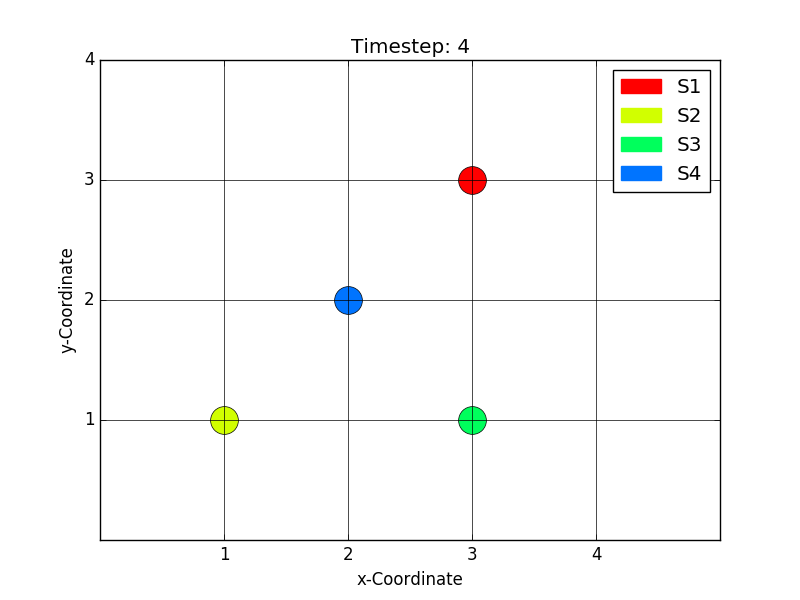 Timestep: 4
S1
S2
S3
S4
4
3
2
1
y-Coordinate
1 2 3 4
x-Coordinate